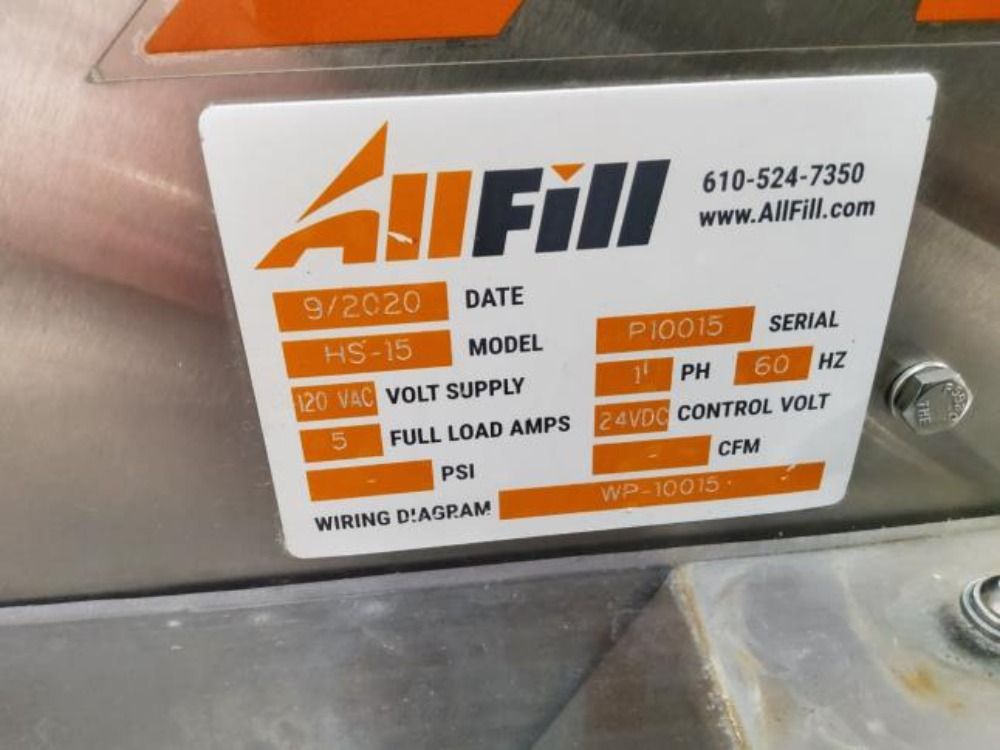 AllFill
610-524-7350
www.AllFill.com
9/2020 DATE
HS-15 MODEL
P10015 SERIAL
120 VAC VOLT SUPPLY
1 PH 60 HZ
5 FULL LOAD AMPS
24VDC CONTROL VOLT
- PSI
- CFM
WIRING DIAGRAM WP-10015
THE